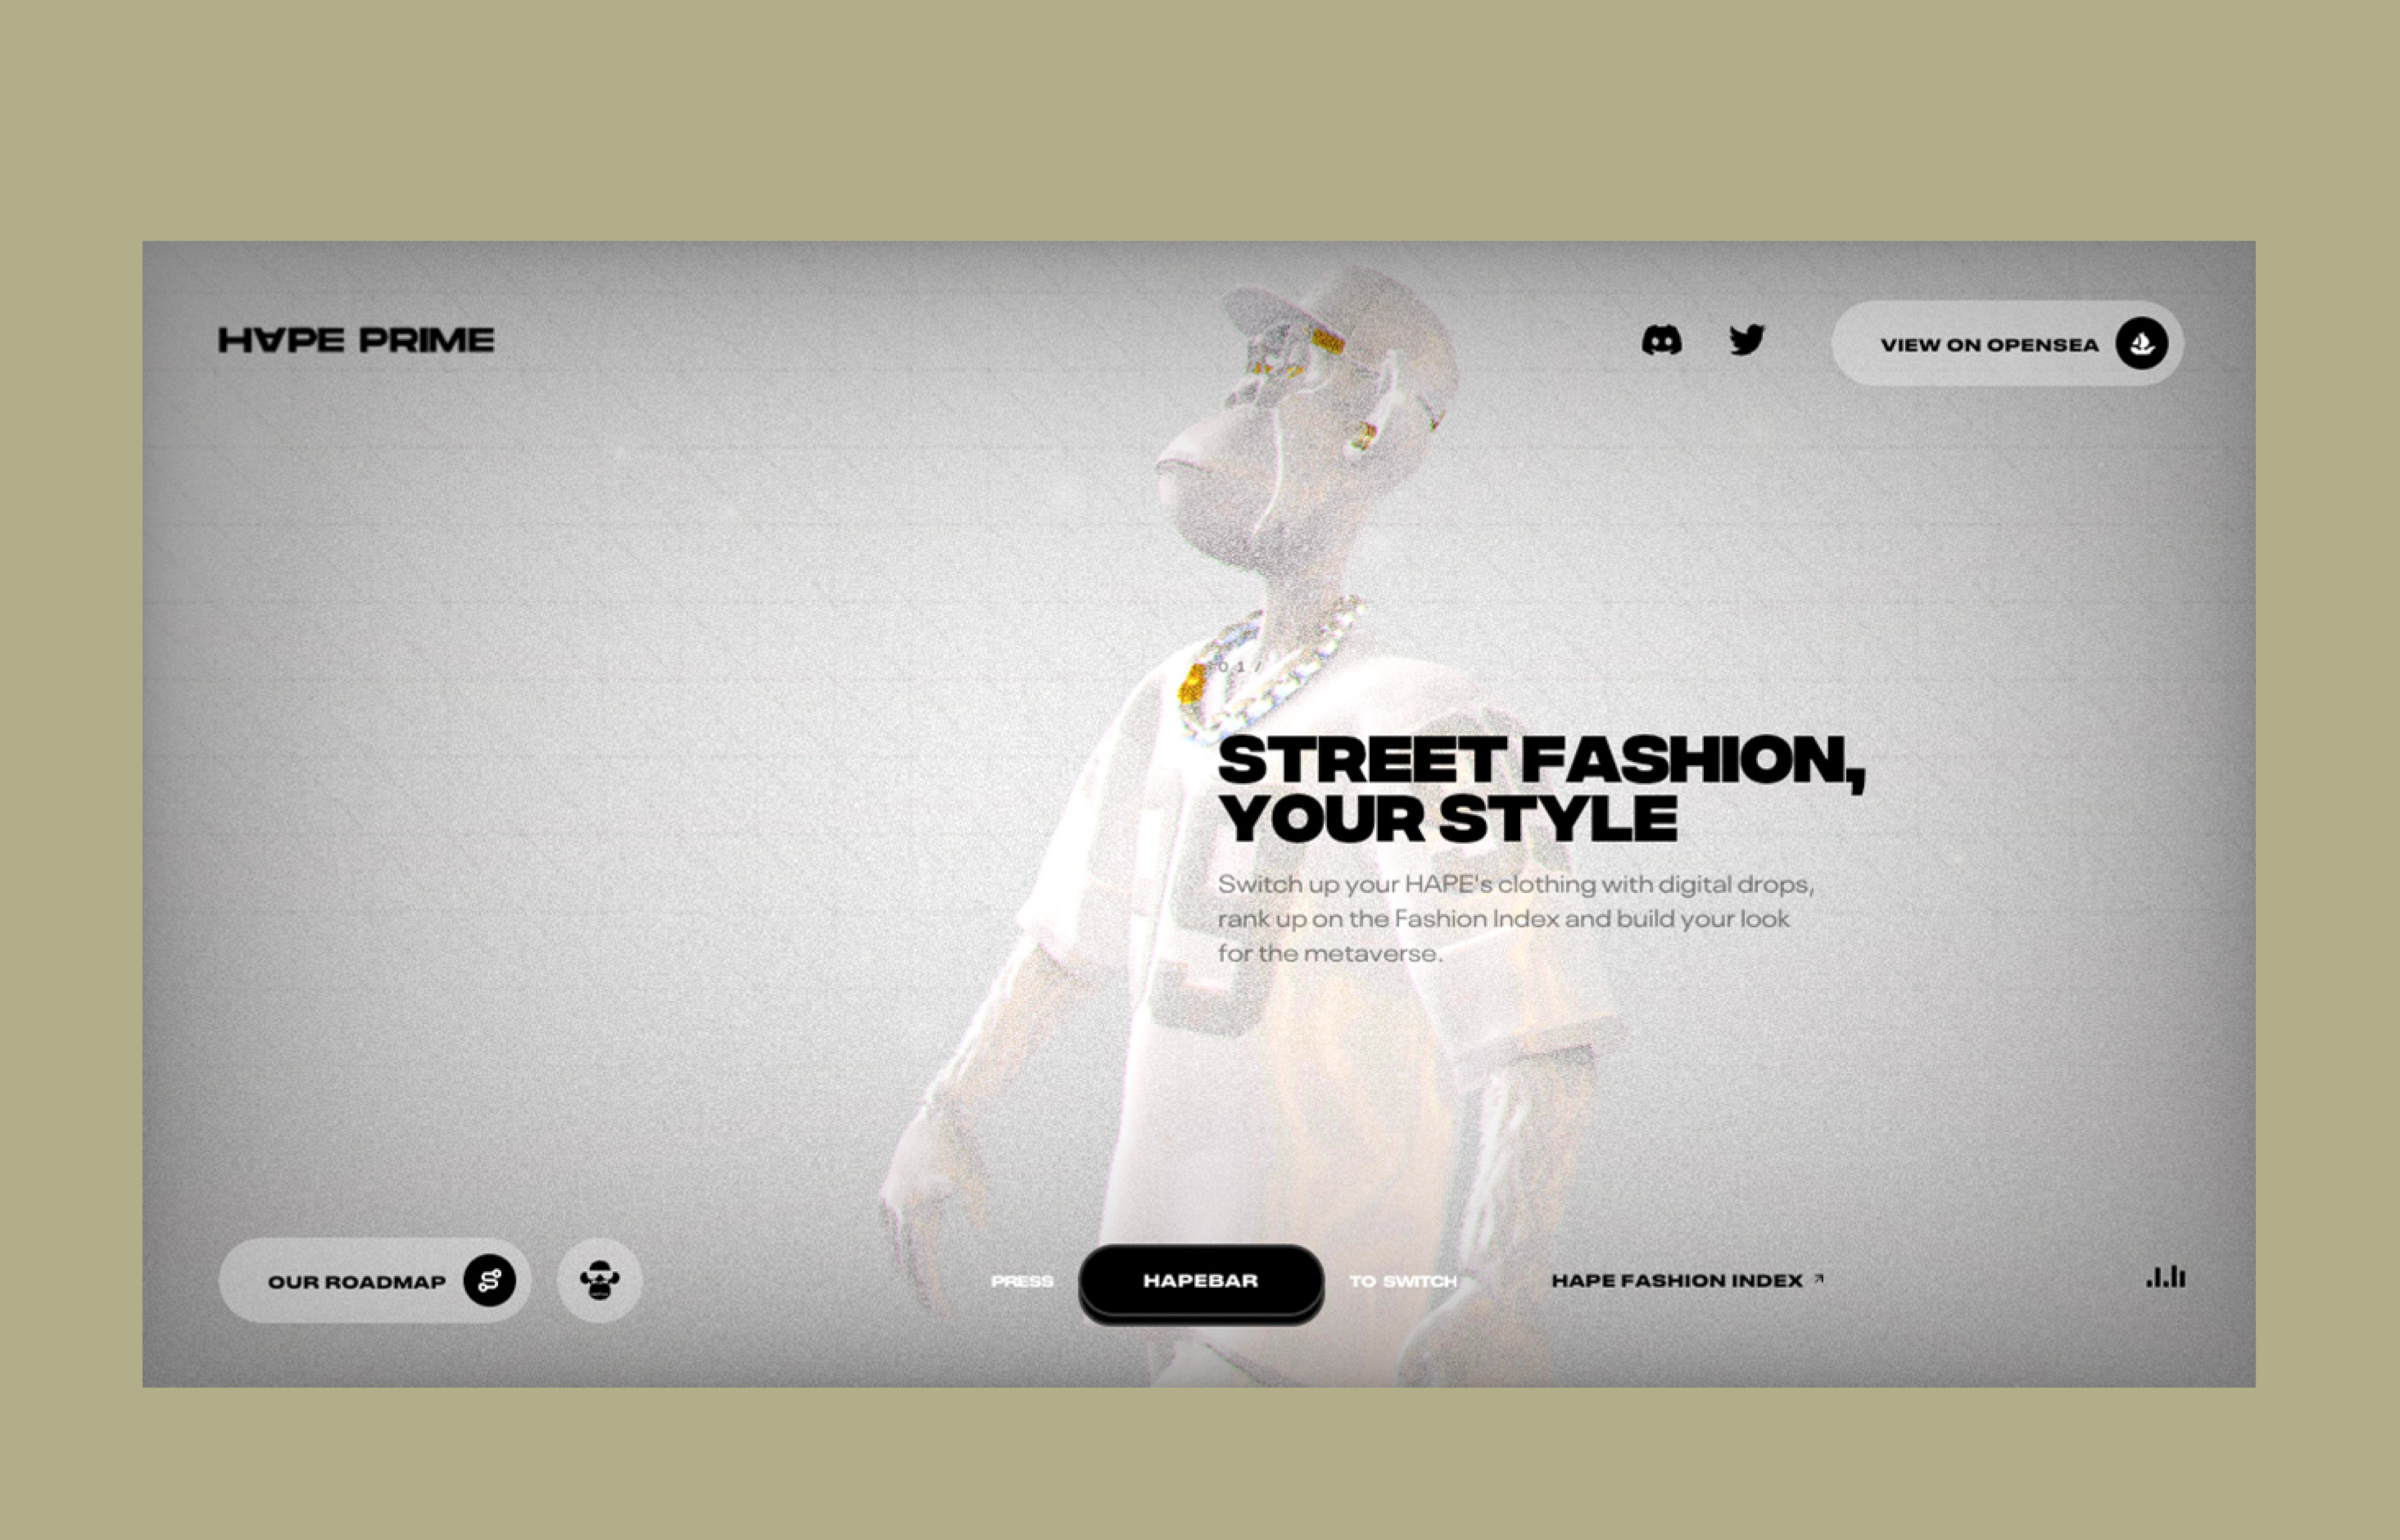 HAPE PRIME
VIEW ON OPENSEA
01 /
STREET FASHION,
YOUR STYLE
Switch up your HAPE's clothing with digital drops,
rank up on the Fashion Index and build your look
for the metaverse.
OUR ROADMAP
PRESS HAPEBAR TO SWITCH
HAPE FASHION INDEX ↗